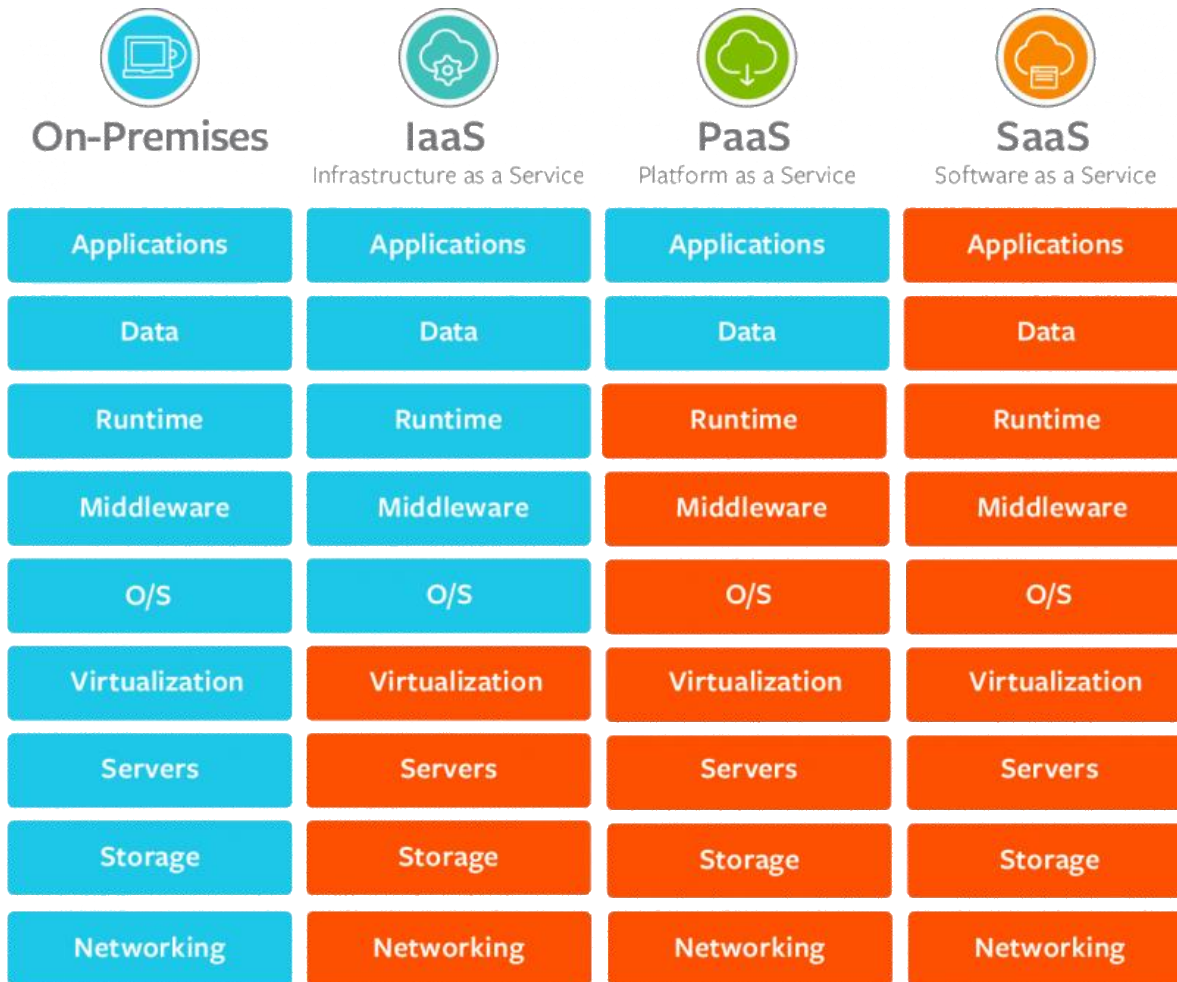 On-Premises IaaS PaaS SaaS
Infrastructure as a Service Platform as a Service Software as a Service
Applications Applications Applications Applications
Data Data Data Data
Runtime Runtime Runtime Runtime
Middleware Middleware Middleware Middleware
O/S O/S O/S O/S
Virtualization Virtualization Virtualization Virtualization
Servers Servers Servers Servers
Storage Storage Storage Storage
Networking Networking Networking Networking